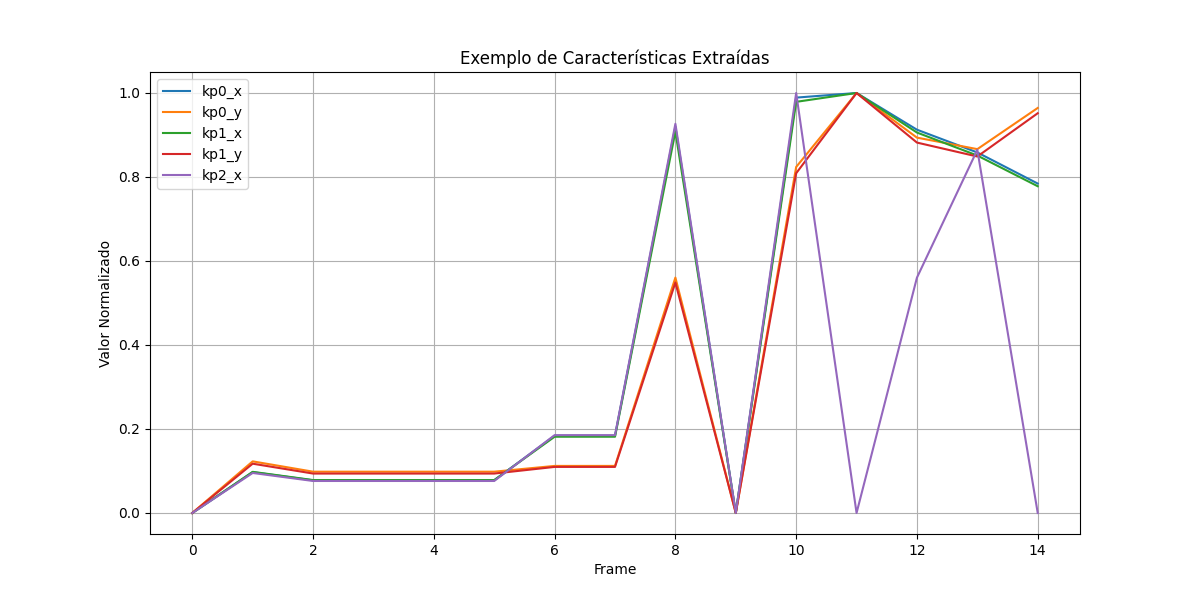 Exemplo de Características Extraídas
kp0_x
kp0_y
kp1_x
kp1_y
kp2_x
Valor Normalizado
1.0
0.8
0.6
0.4
0.2
0.0
0 2 4 6 8 10 12 14
Frame